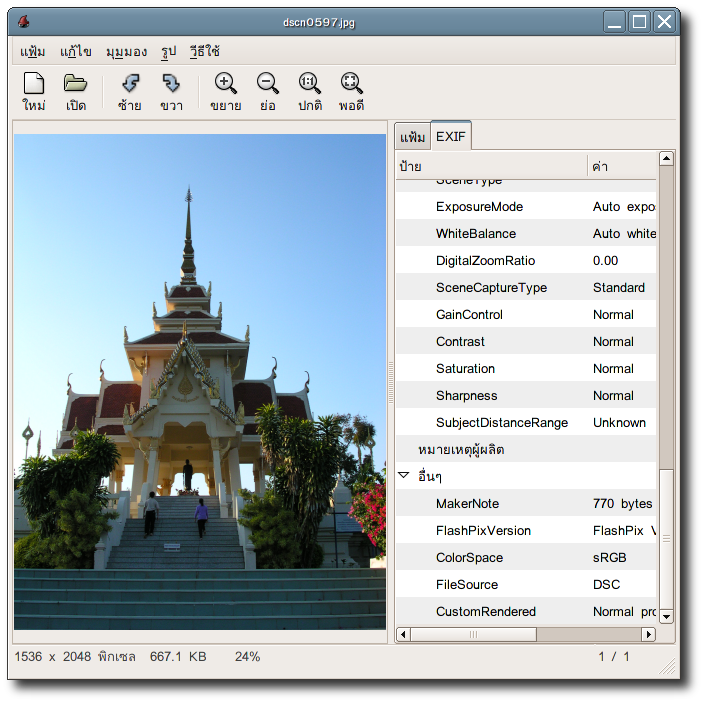 dscn0597.jpg
แฟ้ม แก้ไข มุมมอง รูป วิธีใช้
ใหม่ เปิด ซ้าย ขวา ขยาย ย่อ ปกติ พอดี
แฟ้ม EXIF
ป้าย ค่า
SceneType
ExposureMode Auto expo
WhiteBalance Auto white
DigitalZoomRatio 0.00
SceneCaptureType Standard
GainControl Normal
Contrast Normal
Saturation Normal
Sharpness Normal
SubjectDistanceRange Unknown
หมายเหตุผู้ผลิต
อื่นๆ
MakerNote 770 bytes
FlashPixVersion FlashPix V
ColorSpace sRGB
FileSource DSC
CustomRendered Normal pro
1536 x 2048 พิกเซล 667.1 KB 24% 1 / 1